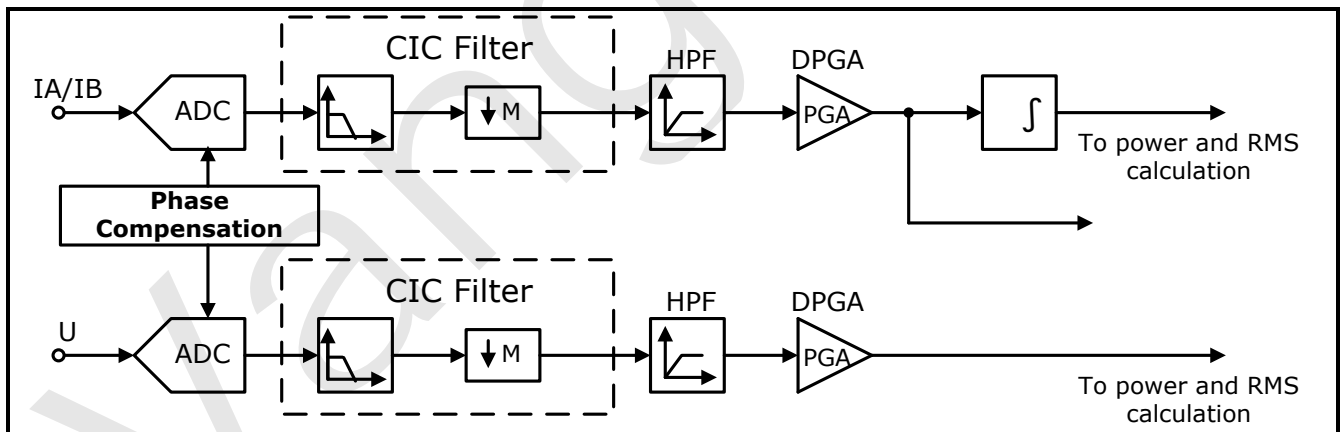 CIC Filter
HPF
DPGA
IA/IB
ADC
M
PGA
∫
To power and RMS
calculation
Phase
Compensation
CIC Filter
HPF
DPGA
U
ADC
M
PGA
To power and RMS
calculation